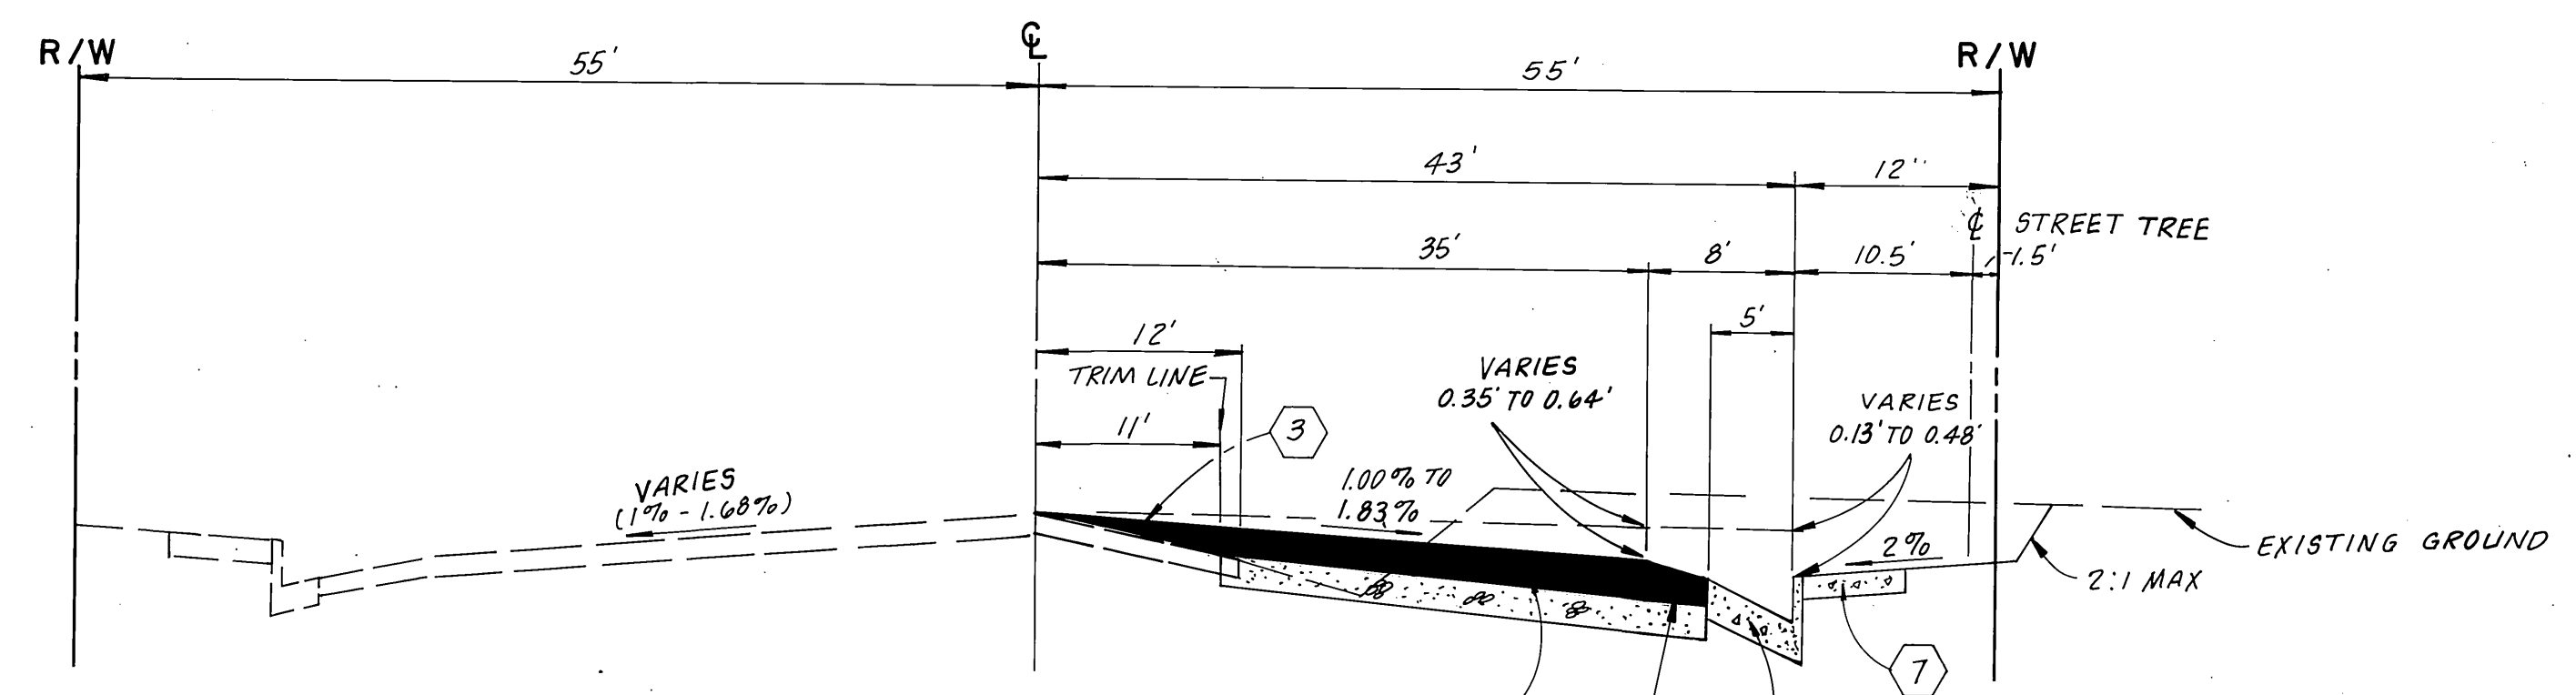 R/W
55'
℄
55'
R/W
43'
12''
℄ STREET TREE
35'
8'
10.5'
1.5'
12'
5'
TRIM LINE
VARIES
0.35' TO 0.64'
VARIES
0.13' TO 0.48'
11'
3
VARIES
(1% - 1.68%)
1.00% TO
1.83%
2%
EXISTING GROUND
2:1 MAX
7